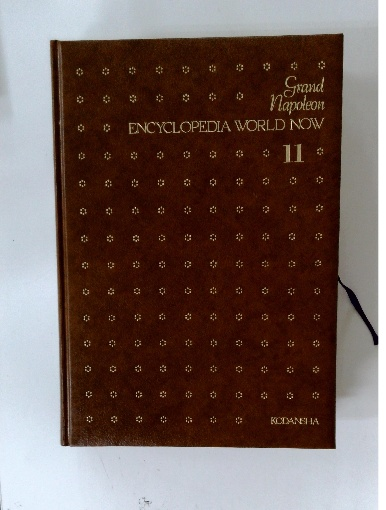 Grand
Napoleon
ENCYCLOPEDIA WORLD NOW
11
KODANSHA